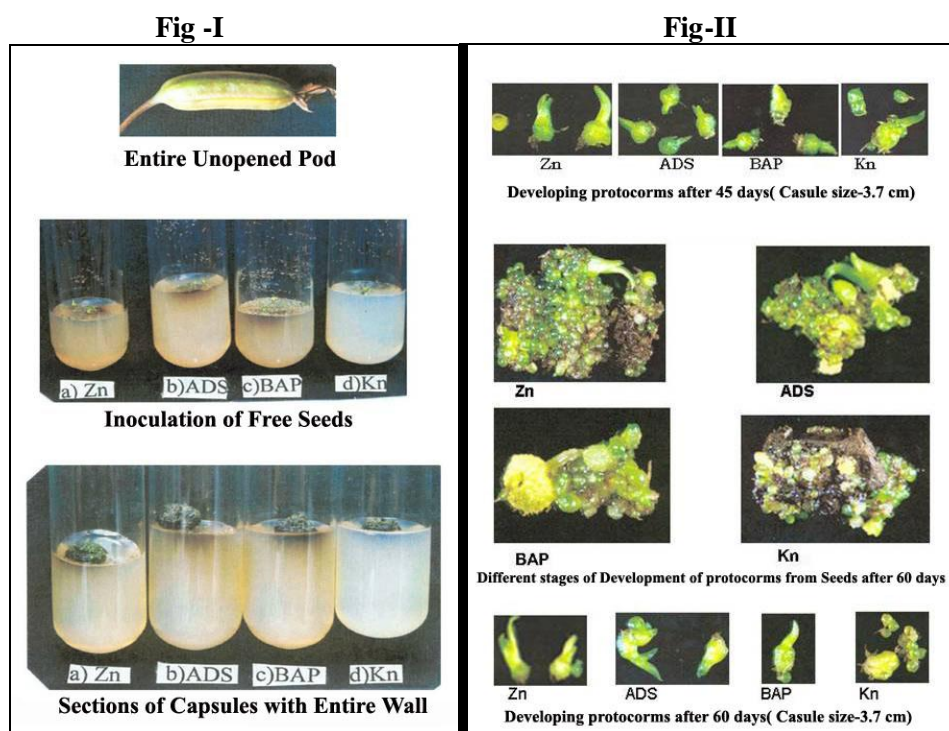 Fig -I
Entire Unopened Pod
a) Zn b)ADS c)BAP d)Kn
Inoculation of Free Seeds
a) Zn b)ADS c)BAP d)Kn
Sections of Capsules with Entire Wall
Fig-II
Zn ADS BAP Kn
Developing protocorms after 45 days( Casule size-3.7 cm)
Zn ADS
BAP Kn
Different stages of Development of protocorms from Seeds after 60 days
Zn ADS BAP Kn
Developing protocorms after 60 days( Casule size-3.7 cm)